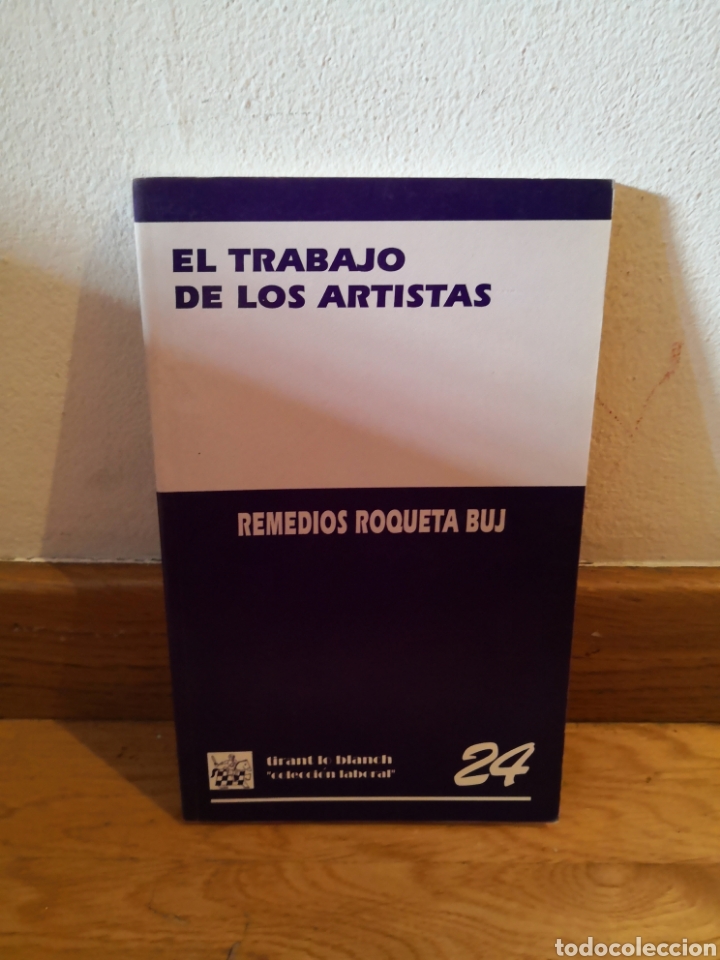 EL TRABAJO
DE LOS ARTISTAS
REMEDIOS ROQUETA BUJ
tirant lo blanch
"colección laboral"
24
todocoleccion